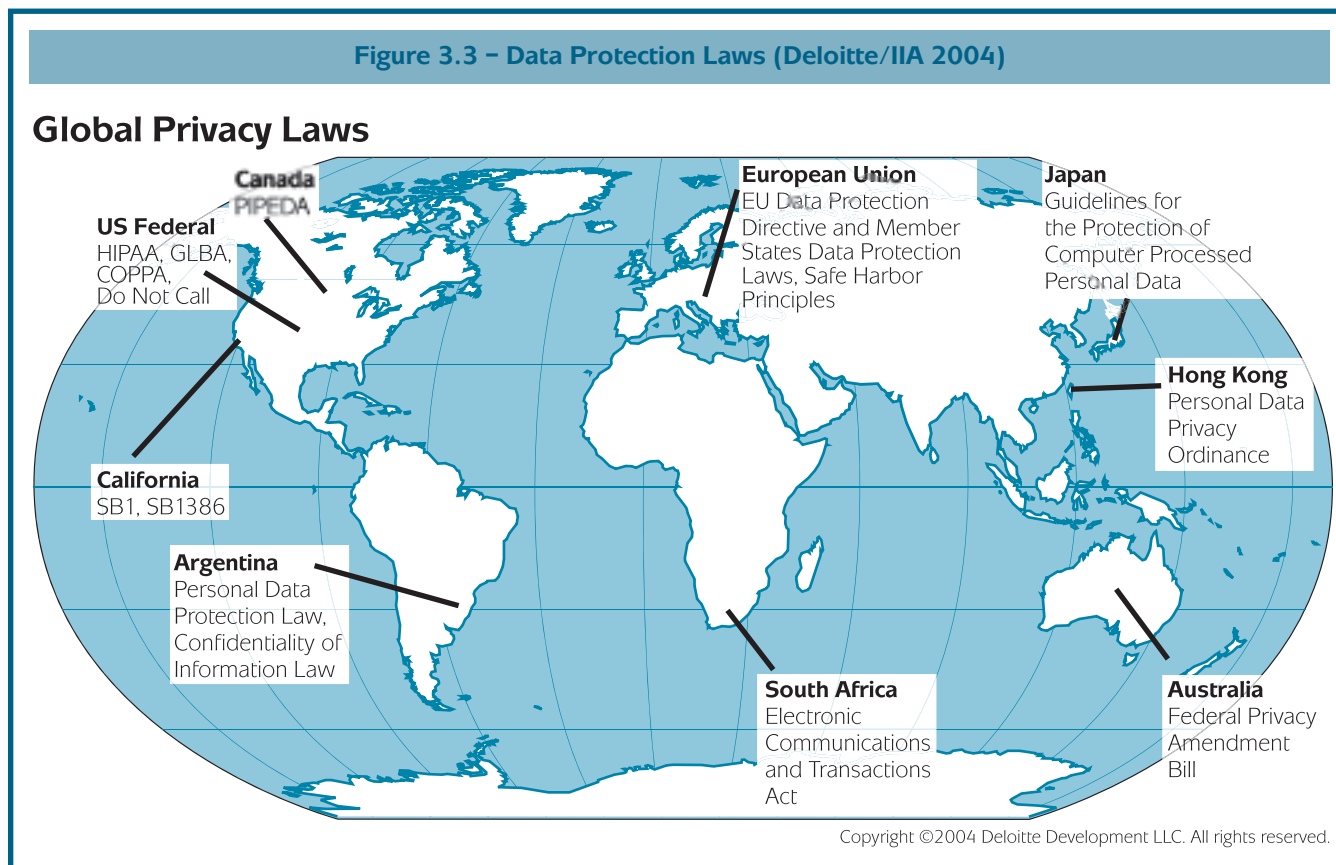 Figure 3.3 – Data Protection Laws (Deloitte/IIA 2004)
Global Privacy Laws
Canada
PIPEDA
US Federal
HIPAA, GLBA,
COPPA,
Do Not Call
European Union
EU Data Protection
Directive and Member
States Data Protection
Laws, Safe Harbor
Principles
Japan
Guidelines for
the Protection of
Computer Processed
Personal Data
Hong Kong
Personal Data
Privacy
Ordinance
California
SB1, SB1386
Argentina
Personal Data
Protection Law,
Confidentiality of
Information Law
South Africa
Electronic
Communications
and Transactions
Act
Australia
Federal Privacy
Amendment
Bill
Copyright ©2004 Deloitte Development LLC. All rights reserved.